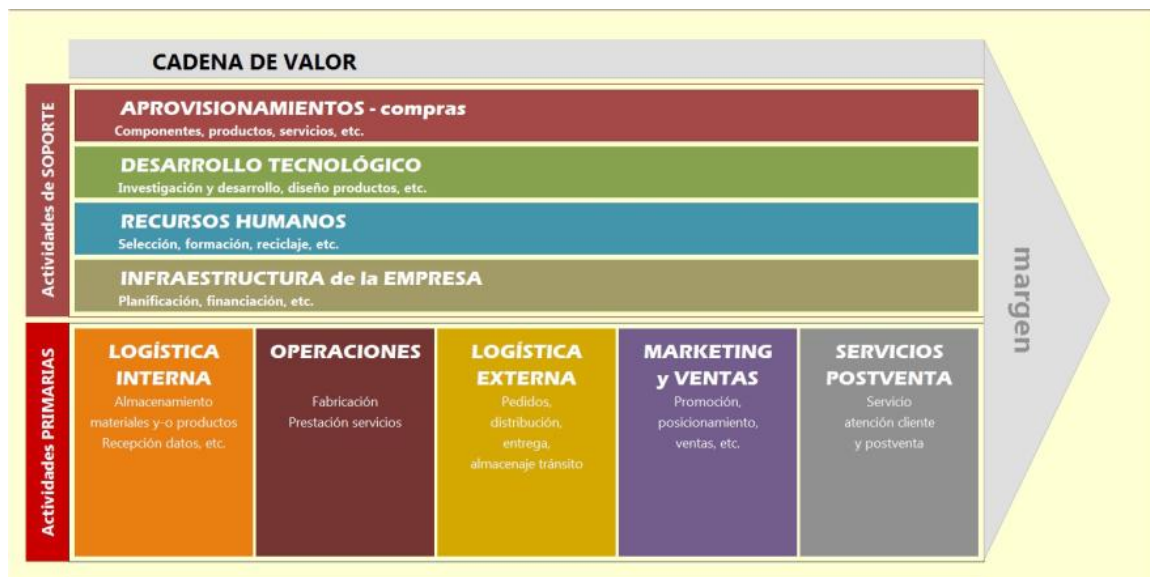 CADENA DE VALOR
Actividades de SOPORTE
APROVISIONAMIENTOS - compras
Componentes, productos, servicios, etc.
DESARROLLO TECNOLÓGICO
Investigación y desarrollo, diseño productos, etc.
RECURSOS HUMANOS
Selección, formación, reciclaje, etc.
INFRAESTRUCTURA de la EMPRESA
Planificación, financiación, etc.
margen
Actividades PRIMARIAS
LOGÍSTICA
INTERNA
Almacenamiento
materiales y-o productos
Recepción datos, etc.
OPERACIONES
Fabricación
Prestación servicios
LOGÍSTICA
EXTERNA
Pedidos,
distribución,
entrega,
almacenaje tránsito
MARKETING
y VENTAS
Promoción,
posicionamiento,
ventas, etc.
SERVICIOS
POSTVENTA
Servicio
atención cliente
y postventa